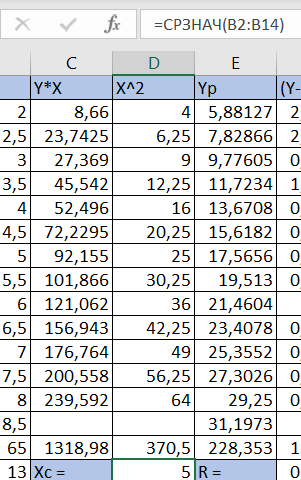 =СРЗНАЧ(B2:B14)
C D E
Y*X X^2 Yp (Y-
2 8,66 4 5,88127 2,
2,5 23,7425 6,25 7,82866 2,
3 27,369 9 9,77605 0,
3,5 45,542 12,25 11,7234 1,
4 52,496 16 13,6708 0,
4,5 72,2295 20,25 15,6182 0,
5 92,155 25 17,5656 0,
5,5 101,866 30,25 19,513 0,
6 121,062 36 21,4604
6,5 156,943 42,25 23,4078 0,
7 176,764 49 25,3552 0,
7,5 200,558 56,25 27,3026 0,
8 239,592 64 29,25 0,
8,5 31,1973
65 1318,98 370,5 228,353 1
13 Xc = 5 R = 0